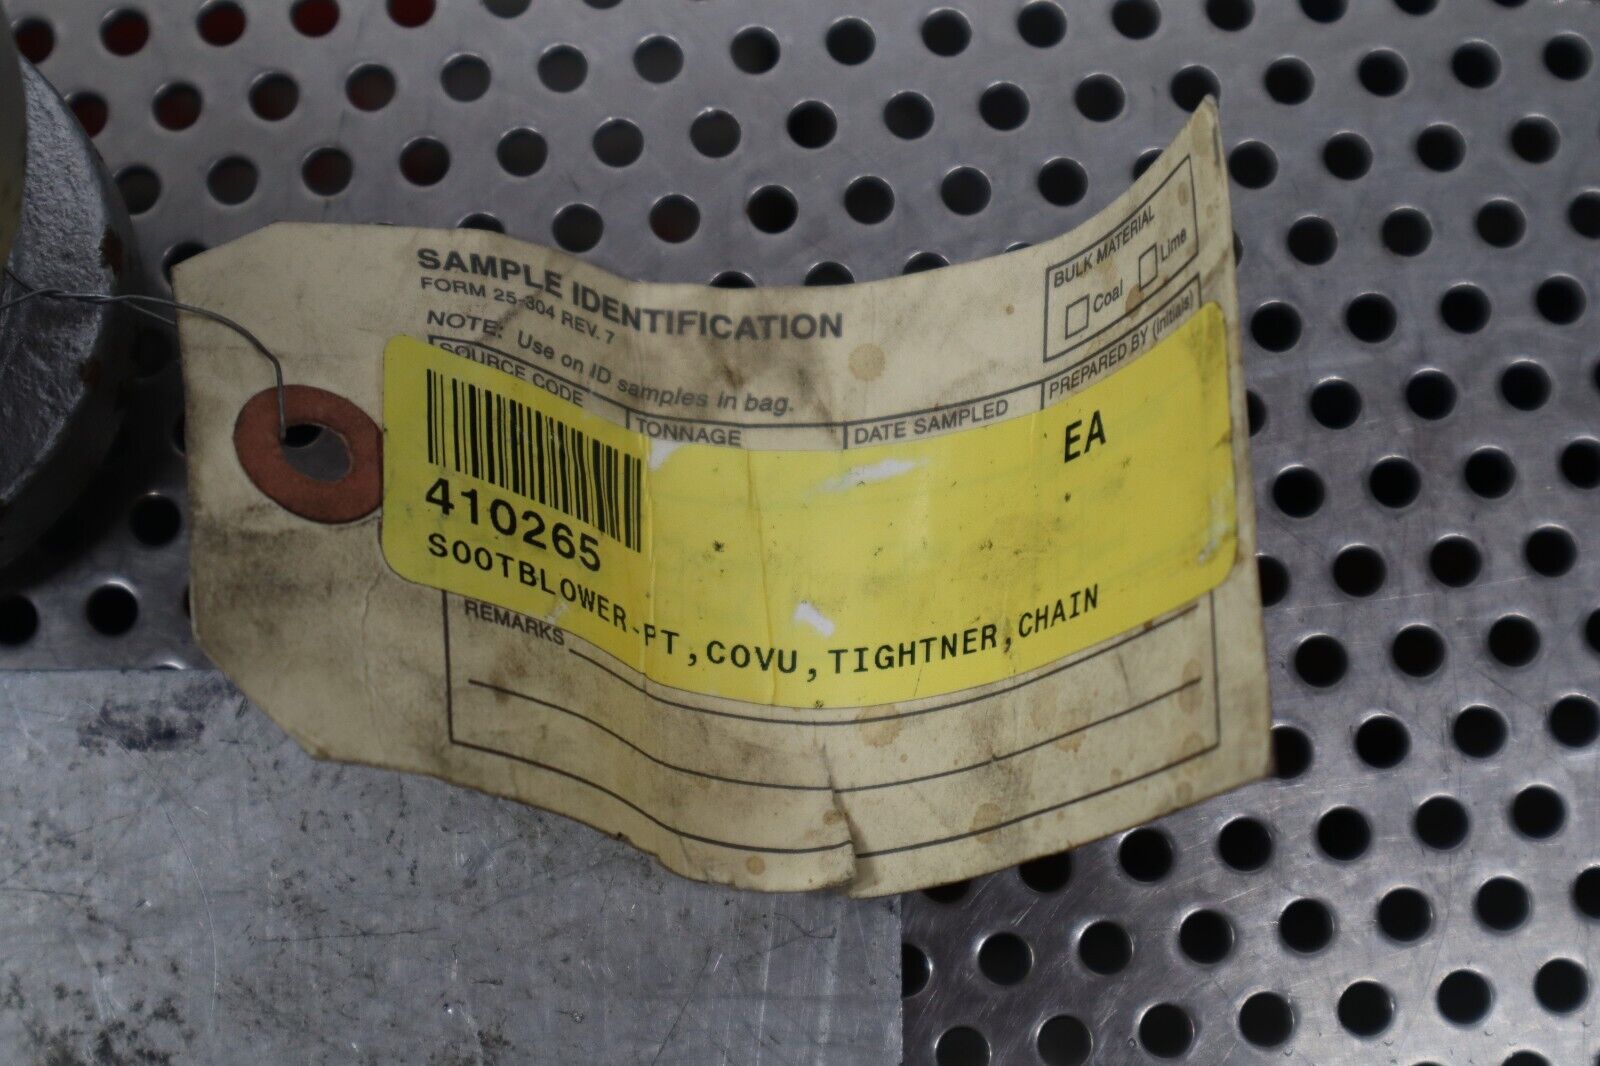 SAMPLE IDENTIFICATION
FORM 25-304 REV. 7
NOTE: Use on ID samples in bag.
BULK MATERIAL
Coal Lime
SOURCE CODE
TONNAGE
DATE SAMPLED
PREPARED BY (initials)
EA
410265
SOOTBLOWER-PT,COVU,TIGHTNER,CHAIN
REMARKS